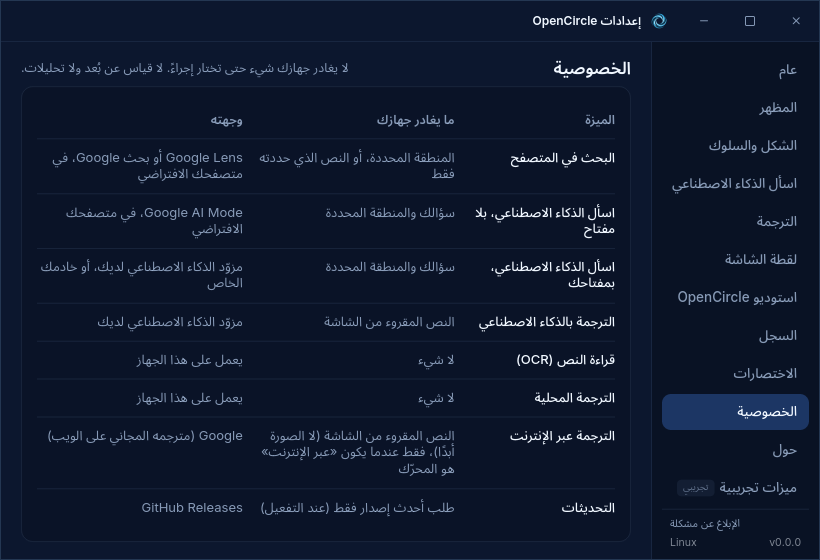 إعدادات OpenCircle
عام
المظهر
الشكل والسلوك
اسأل الذكاء الاصطناعي
الترجمة
لقطة الشاشة
استوديو OpenCircle
السجل
الاختصارات
الخصوصية
حول
ميزات تجريبية تجريبي
الإبلاغ عن مشكلة
v0.0.0 Linux
الخصوصية
لا يغادر جهازك شيء حتى تختار إجراءً. لا قياس عن بُعد ولا تحليلات.
الميزة ما يغادر جهازك وجهته
البحث في المتصفح
المنطقة المحددة، أو النص الذي حددته
فقط
Google Lens أو بحث Google، في
متصفحك الافتراضي
اسأل الذكاء الاصطناعي، بلا
مفتاح
سؤالك والمنطقة المحددة
Google AI Mode، في متصفحك
الافتراضي
اسأل الذكاء الاصطناعي،
بمفتاحك
سؤالك والمنطقة المحددة
مزوّد الذكاء الاصطناعي لديك، أو خادمك
الخاص
الترجمة بالذكاء الاصطناعي
النص المقروء من الشاشة
مزوّد الذكاء الاصطناعي لديك
قراءة النص (OCR)
لا شيء
يعمل على هذا الجهاز
الترجمة المحلية
لا شيء
يعمل على هذا الجهاز
الترجمة عبر الإنترنت
النص المقروء من الشاشة (لا الصورة
أبدًا)، فقط عندما يكون «عبر الإنترنت»
هو المحرّك
Google (مترجمه المجاني على الويب)
التحديثات
طلب أحدث إصدار فقط (عند التفعيل)
GitHub Releases